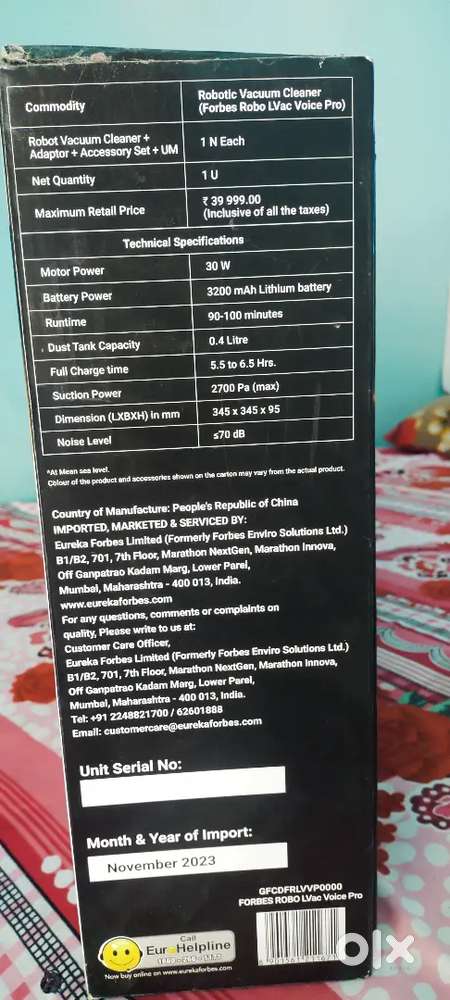 Commodity Robotic Vacuum Cleaner (Forbes Robo LVac Voice Pro)
Robot Vacuum Cleaner + Adaptor + Accessory Set + UM 1 N Each
Net Quantity 1 U
Maximum Retail Price ₹ 39 999.00 (Inclusive of all the taxes)
Technical Specifications
Motor Power 30 W
Battery Power 3200 mAh Lithium battery
Runtime 90-100 minutes
Dust Tank Capacity 0.4 Litre
Full Charge time 5.5 to 6.5 Hrs.
Suction Power 2700 Pa (max)
Dimension (LXBXH) in mm 345 x 345 x 95
Noise Level ≤70 dB
*At Mean sea level.
Colour of the product and accessories shown on the carton may vary from the actual product.
Country of Manufacture: People's Republic of China
IMPORTED, MARKETED & SERVICED BY:
Eureka Forbes Limited (Formerly Forbes Enviro Solutions Ltd.)
B1/B2, 701, 7th Floor, Marathon NextGen, Marathon Innova,
Off Ganpatrao Kadam Marg, Lower Parel,
Mumbai, Maharashtra - 400 013, India.
www.eurekaforbes.com
For any questions, comments or complaints on
quality, Please write to us at:
Customer Care Officer,
Eureka Forbes Limited (Formerly Forbes Enviro Solutions Ltd.)
B1/B2, 701, 7th Floor, Marathon NextGen, Marathon Innova,
Off Ganpatrao Kadam Marg, Lower Parel,
Mumbai, Maharashtra - 400 013, India.
Tel: +91 2248821700 / 62601888
Email: customercare@eurekaforbes.com
Unit Serial No:
Month & Year of Import:
November 2023
GFCDFRLVVP0000
FORBES ROBO LVac Voice Pro
Call
EuroHelpline
Now buy online on www.eurekaforbes.com
olx